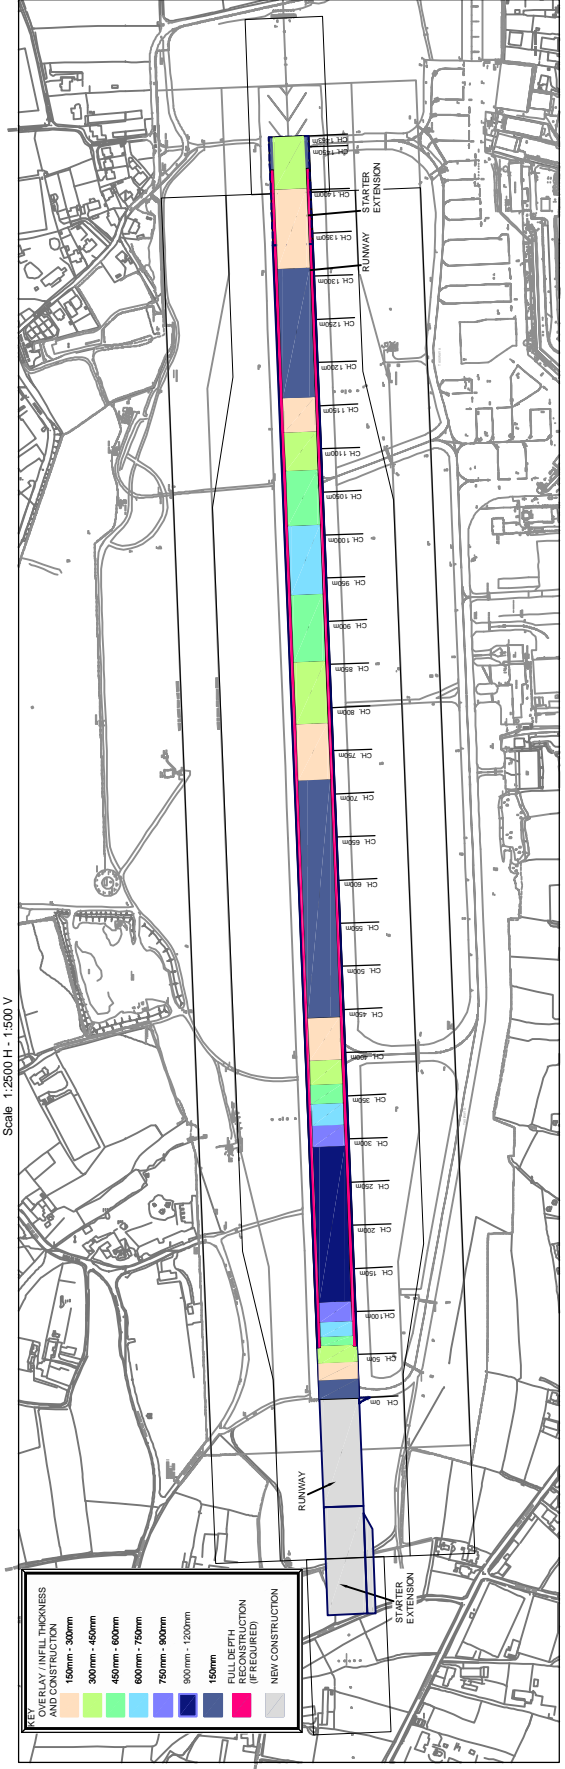 Scale 1:2500 H - 1:500 V
CH. 1463m
CH. 1450m
CH. 1400m
STARTER
EXTENSION
CH. 1350m
RUNWAY
CH. 1300m
CH. 1250m
CH. 1200m
CH. 1150m
CH. 1100m
CH. 1050m
CH. 1000m
CH. 950m
CH. 900m
CH. 850m
CH. 800m
CH. 750m
CH. 700m
CH. 650m
CH. 600m
CH. 550m
CH. 500m
CH. 450m
CH. 400m
CH. 350m
CH. 300m
CH. 250m
CH. 200m
CH. 150m
CH. 100m
CH. 50m
CH. 0m
RUNWAY
STARTER
EXTENSION
KEY
OVERLAY / INFILL THICKNESS
AND CONSTRUCTION
150mm - 300mm
300mm - 450mm
450mm - 600mm
600mm - 750mm
750mm - 900mm
900mm - 1200mm
150mm
FULL DEPTH
RECONSTRUCTION
(IF REQUIRED)
NEW CONSTRUCTION